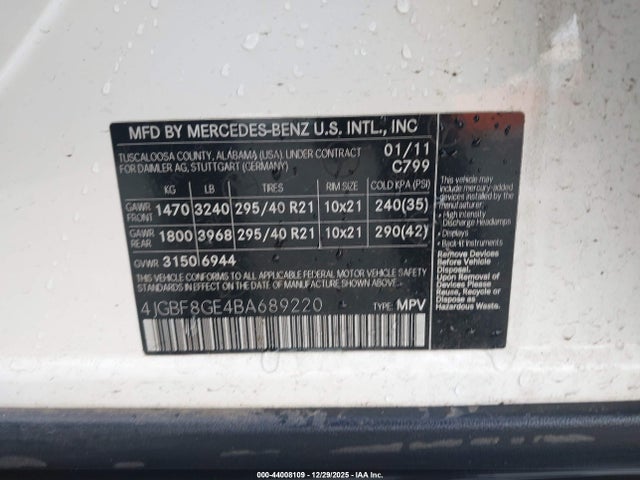 MFD BY MERCEDES-BENZ U.S. INTL., INC
TUSCALOOSA COUNTY, ALABAMA (USA), UNDER CONTRACT 01/11
FOR DAIMLER AG, STUTTGART (GERMANY) C799
KG LB TIRES RIM SIZE COLD KPA (PSI)
GAWR FRONT 1470 3240 295/40 R21 10x21 240(35)
GAWR REAR 1800 3968 295/40 R21 10x21 290(42)
GVWR 3150 6944
THIS VEHICLE CONFORMS TO ALL APPLICABLE FEDERAL MOTOR VEHICLE
SAFETY STANDARDS IN EFFECT ON THE DATE OF MANUFACTURE SHOWN ABOVE.
4JGBF8GE4BA689220 TYPE: MPV
This vehicle may
have been equipped
with the following
devices installed by the
manufacturer:
• High intensity
Discharge Headlamps
• Displays
• Back-lit Instruments
Remove Devices
Before Vehicle
Disposal.
Upon Removal of
Devices Please
Reuse, Recycle
or Dispose as
Hazardous Waste.
000-44008109 - 12/29/2025 - IAA Inc.